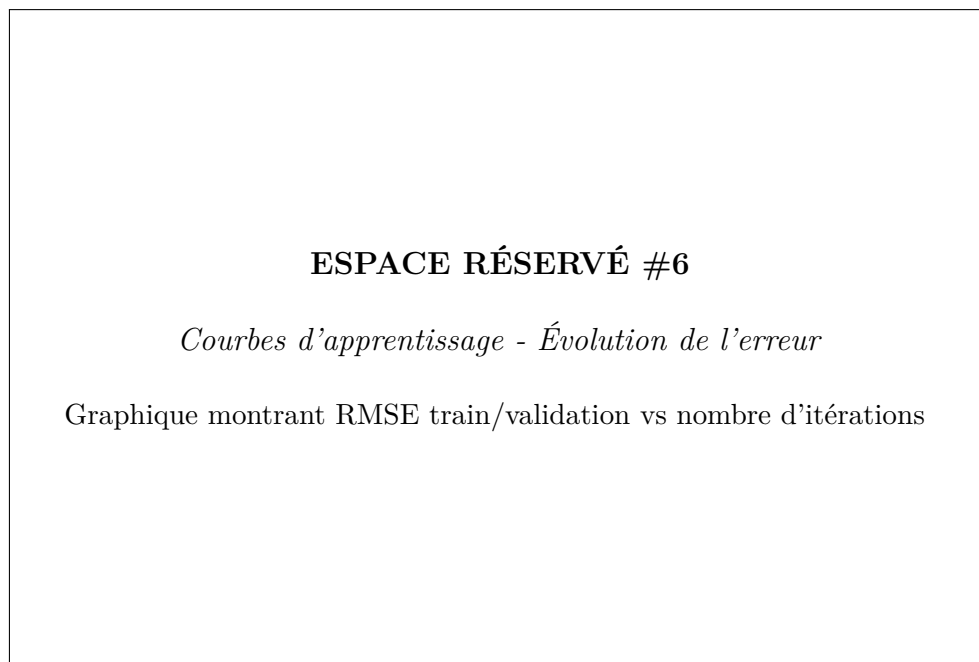 ESPACE RÉSERVÉ #6
Courbes d'apprentissage - Évolution de l'erreur
Graphique montrant RMSE train/validation vs nombre d'itérations